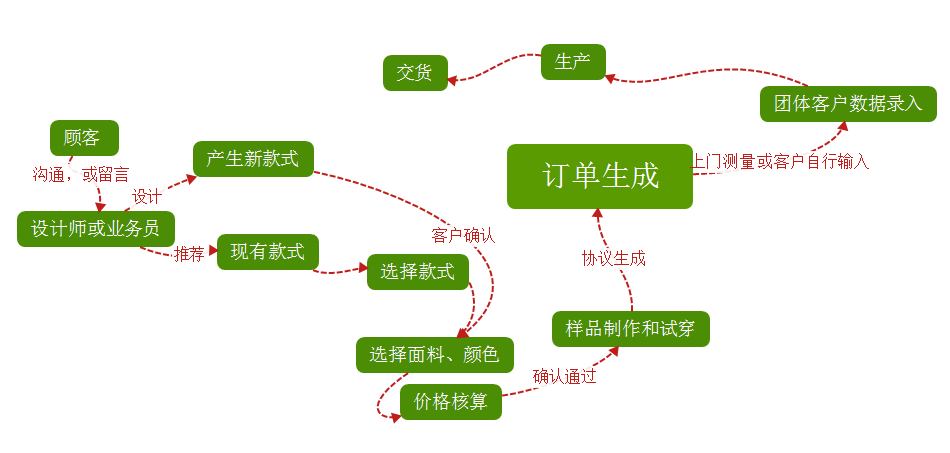 生产
交货
团体客户数据录入
顾客
产生新款式
上门测量或客户自行输入
沟通，或留言
订单生成
设计
设计师或业务员
客户确认
推荐
现有款式
协议生成
选择款式
样品制作和试穿
选择面料、颜色
确认通过
价格核算